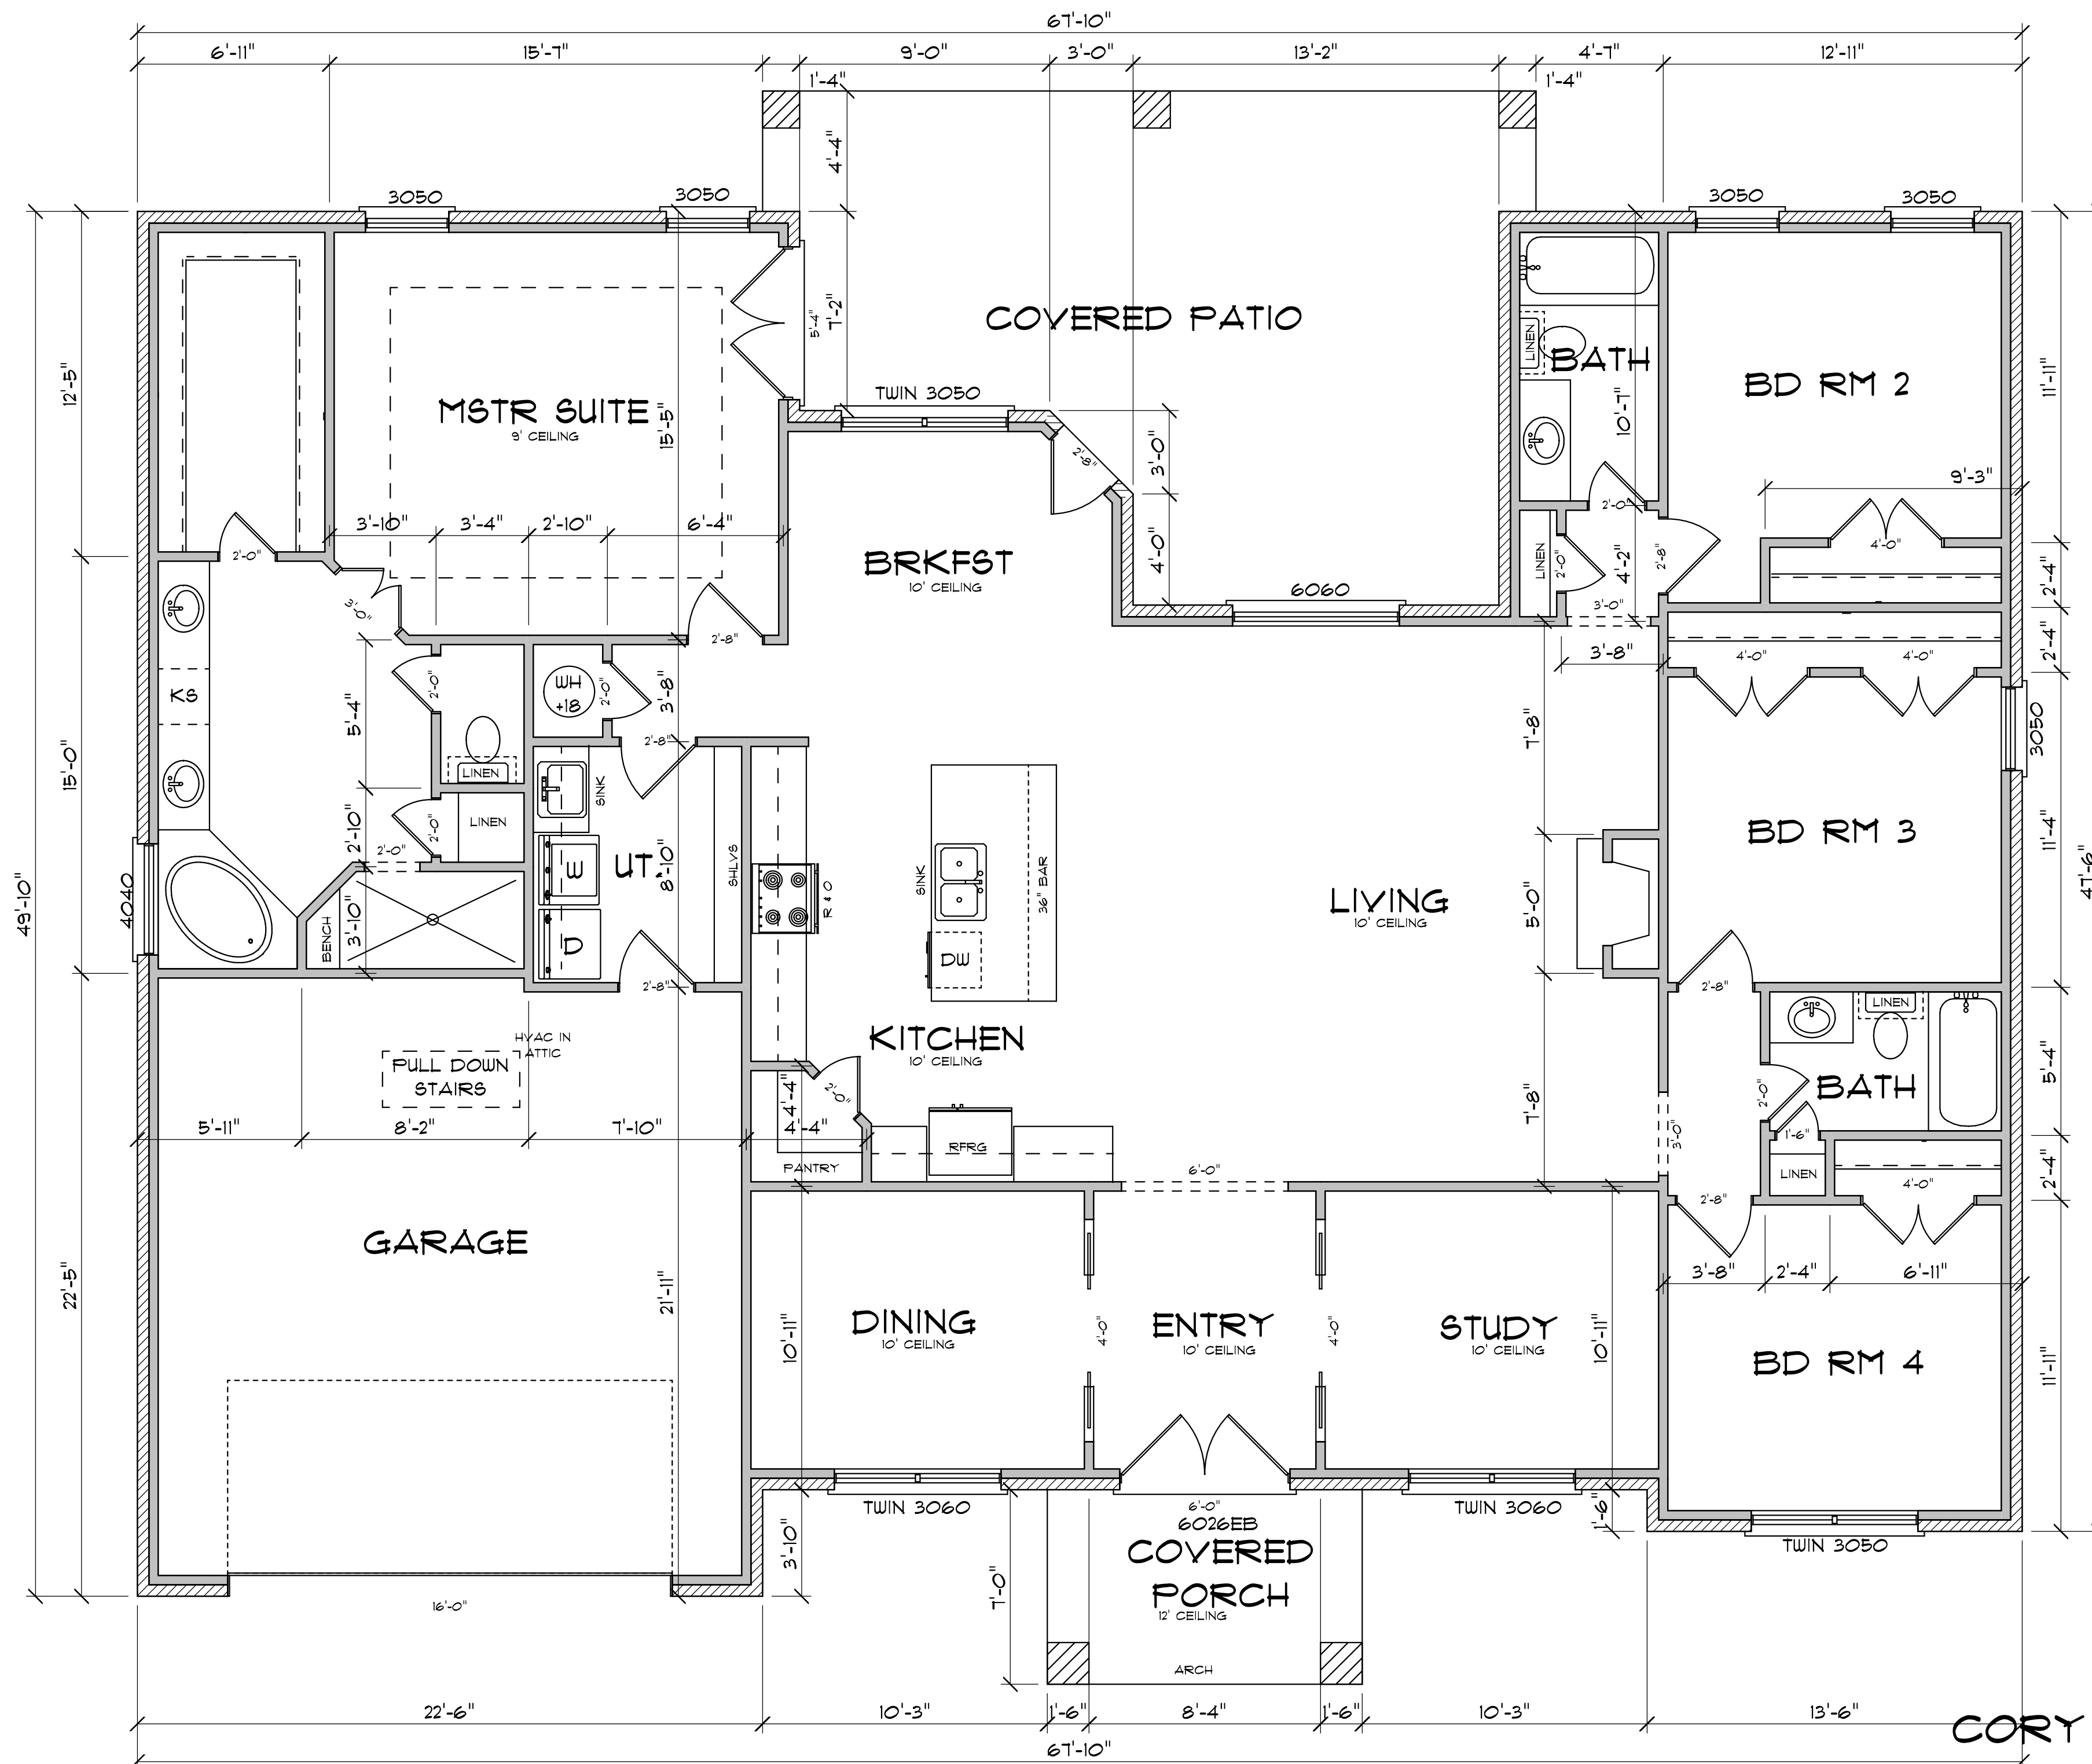 67'-10"
6'-11" 15'-7" 9'-0" 3'-0" 13'-2" 4'-7" 12'-11"
1'-4" 1'-4"
4'-4"
3050 3050 3050 3050
COVERED PATIO
7'-2"
5'-4"
TWIN 3050
MSTR SUITE
9' CEILING
15'-5"
12'-5"
LINEN
BATH
10'-7"
BD RM 2
11'-11"
9'-3"
2'-8"
3'-0"
4'-0"
3'-10" 3'-4" 2'-10" 6'-4"
2'-0"
BRKFST
10' CEILING
6060
LINEN
2'-0"
2'-0"
4'-2"
2'-8"
3'-0"
4'-0"
2'-4"
3'-0"
2'-8"
3'-8"
4'-0" 4'-0"
2'-4"
KS
2'-0"
5'-4"
LINEN
WH
+18
2'-0"
3'-8"
2'-8"
7'-8"
3050
15'-0"
49'-10"
47'-6"
2'-10"
2'-0"
LINEN
2'-0"
SINK
W
D
UT.
8'-10"
SHLVS
R & O
SINK
36" BAR
DW
4040
BENCH
3'-10"
2'-8"
LIVING
10' CEILING
5'-0"
BD RM 3
11'-4"
2'-8"
HVAC IN
ATTIC
PULL DOWN
STAIRS
KITCHEN
10' CEILING
4'-4"
2'-0"
5'-11" 8'-2" 7'-10" 4'-4"
PANTRY
RFRG
6'-0"
7'-8"
3'-0"
LINEN
BATH
2'-0"
5'-4"
1'-6"
LINEN
2'-8"
4'-0"
2'-4"
GARAGE
22'-5"
21'-11"
DINING
10' CEILING
10'-11"
4'-0"
ENTRY
10' CEILING
4'-0"
STUDY
10' CEILING
10'-11"
3'-8" 2'-4" 6'-11"
BD RM 4
11'-11"
TWIN 3060
6'-0"
6026EB
TWIN 3060
1'-6"
TWIN 3050
3'-10"
COVERED
PORCH
12' CEILING
7'-0"
16'-0"
ARCH
22'-6" 10'-3" 1'-6" 8'-4" 1'-6" 10'-3" 13'-6"
CORY
67'-10"